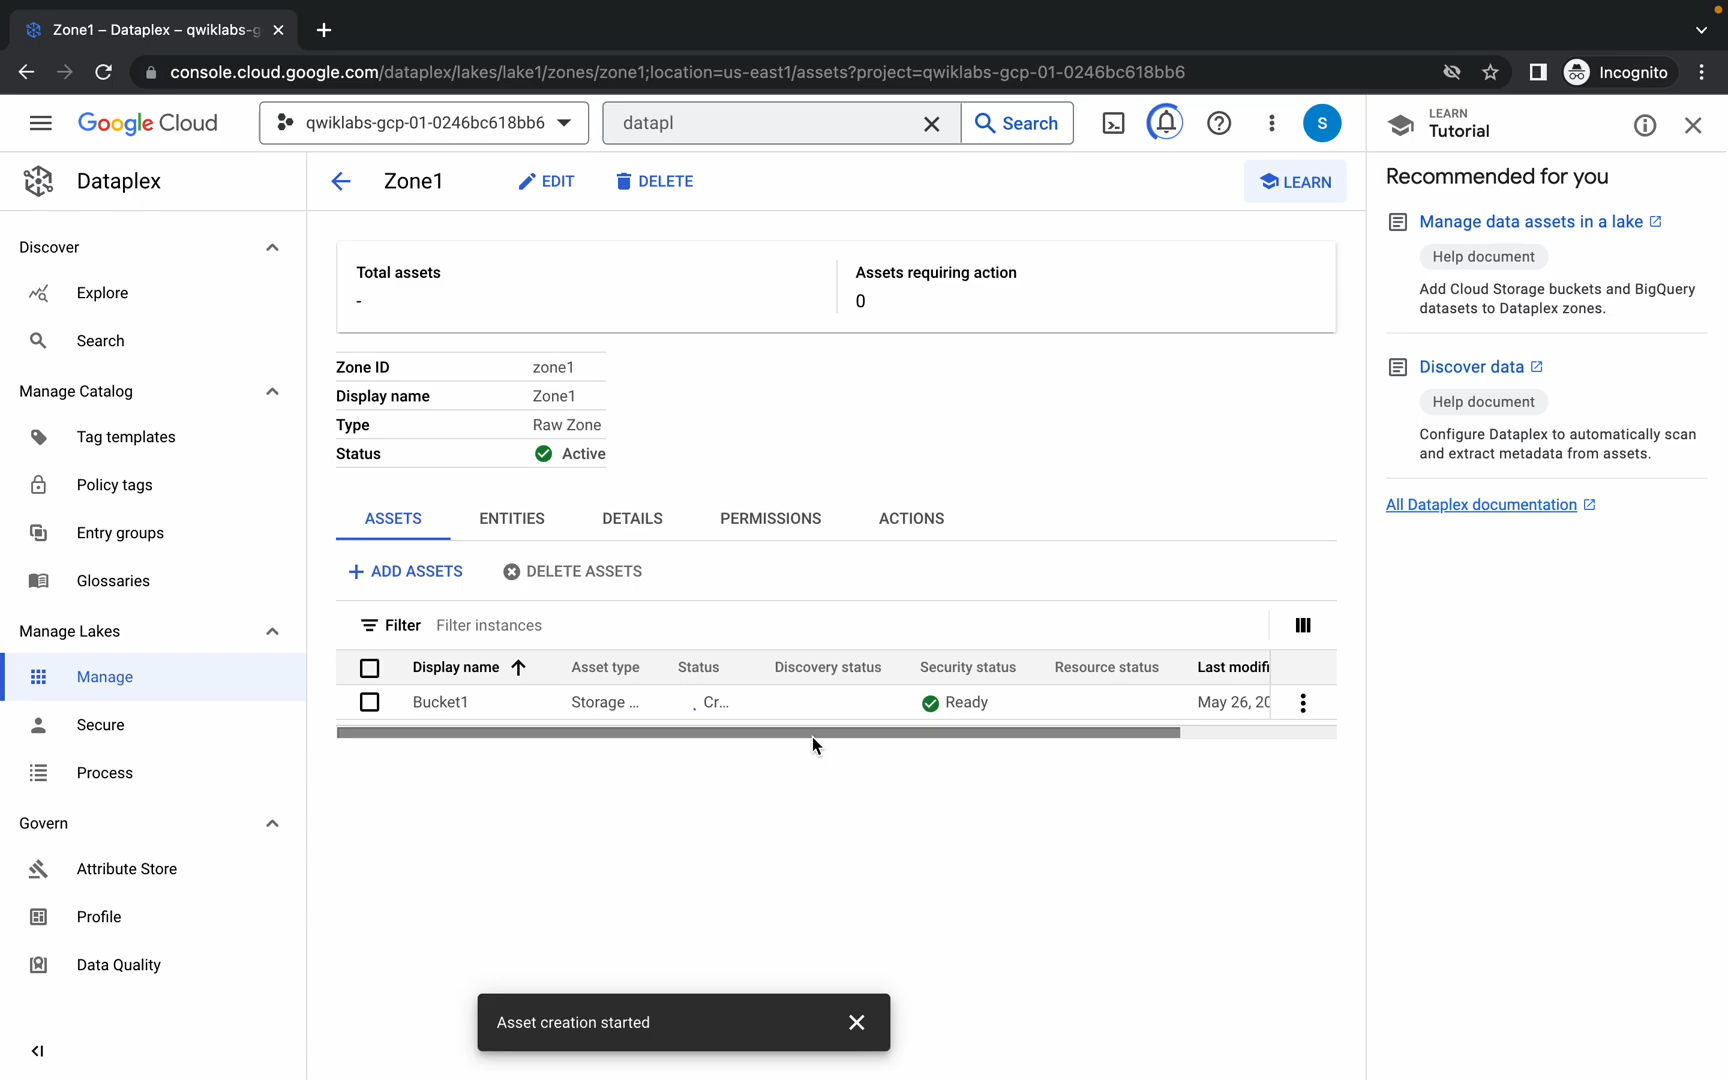 Zone1 – Dataplex – qwiklabs-g
console.cloud.google.com/dataplex/lakes/lake1/zones/zone1;location=us-east1/assets?project=qwiklabs-gcp-01-0246bc618bb6
Incognito
Google Cloud
qwiklabs-gcp-01-0246bc618bb6
datapl
Search
S
LEARN
Tutorial
Dataplex
Zone1
EDIT
DELETE
LEARN
Recommended for you
Discover
Explore
Search
Manage Catalog
Tag templates
Policy tags
Entry groups
Glossaries
Manage Lakes
Manage
Secure
Process
Govern
Attribute Store
Profile
Data Quality
Total assets
-
Assets requiring action
0
Zone ID zone1
Display name Zone1
Type Raw Zone
Status Active
ASSETS ENTITIES DETAILS PERMISSIONS ACTIONS
ADD ASSETS DELETE ASSETS
Filter Filter instances
Display name Asset type Status Discovery status Security status Resource status Last modifi
Bucket1 Storage ... Cr... Ready May 26, 20
Asset creation started
Manage data assets in a lake
Help document
Add Cloud Storage buckets and BigQuery
datasets to Dataplex zones.
Discover data
Help document
Configure Dataplex to automatically scan
and extract metadata from assets.
All Dataplex documentation